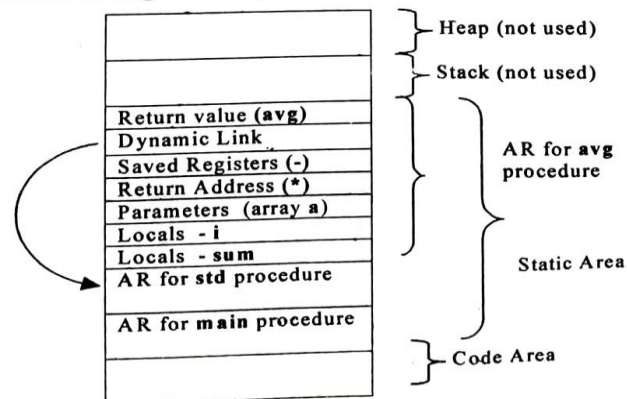 Heap (not used)
Stack (not used)
Return value (avg)
Dynamic Link
Saved Registers (-)
Return Address (*)
Parameters (array a)
Locals - i
Locals - sum
AR for std procedure
AR for main procedure
AR for avg
procedure
Static Area
Code Area